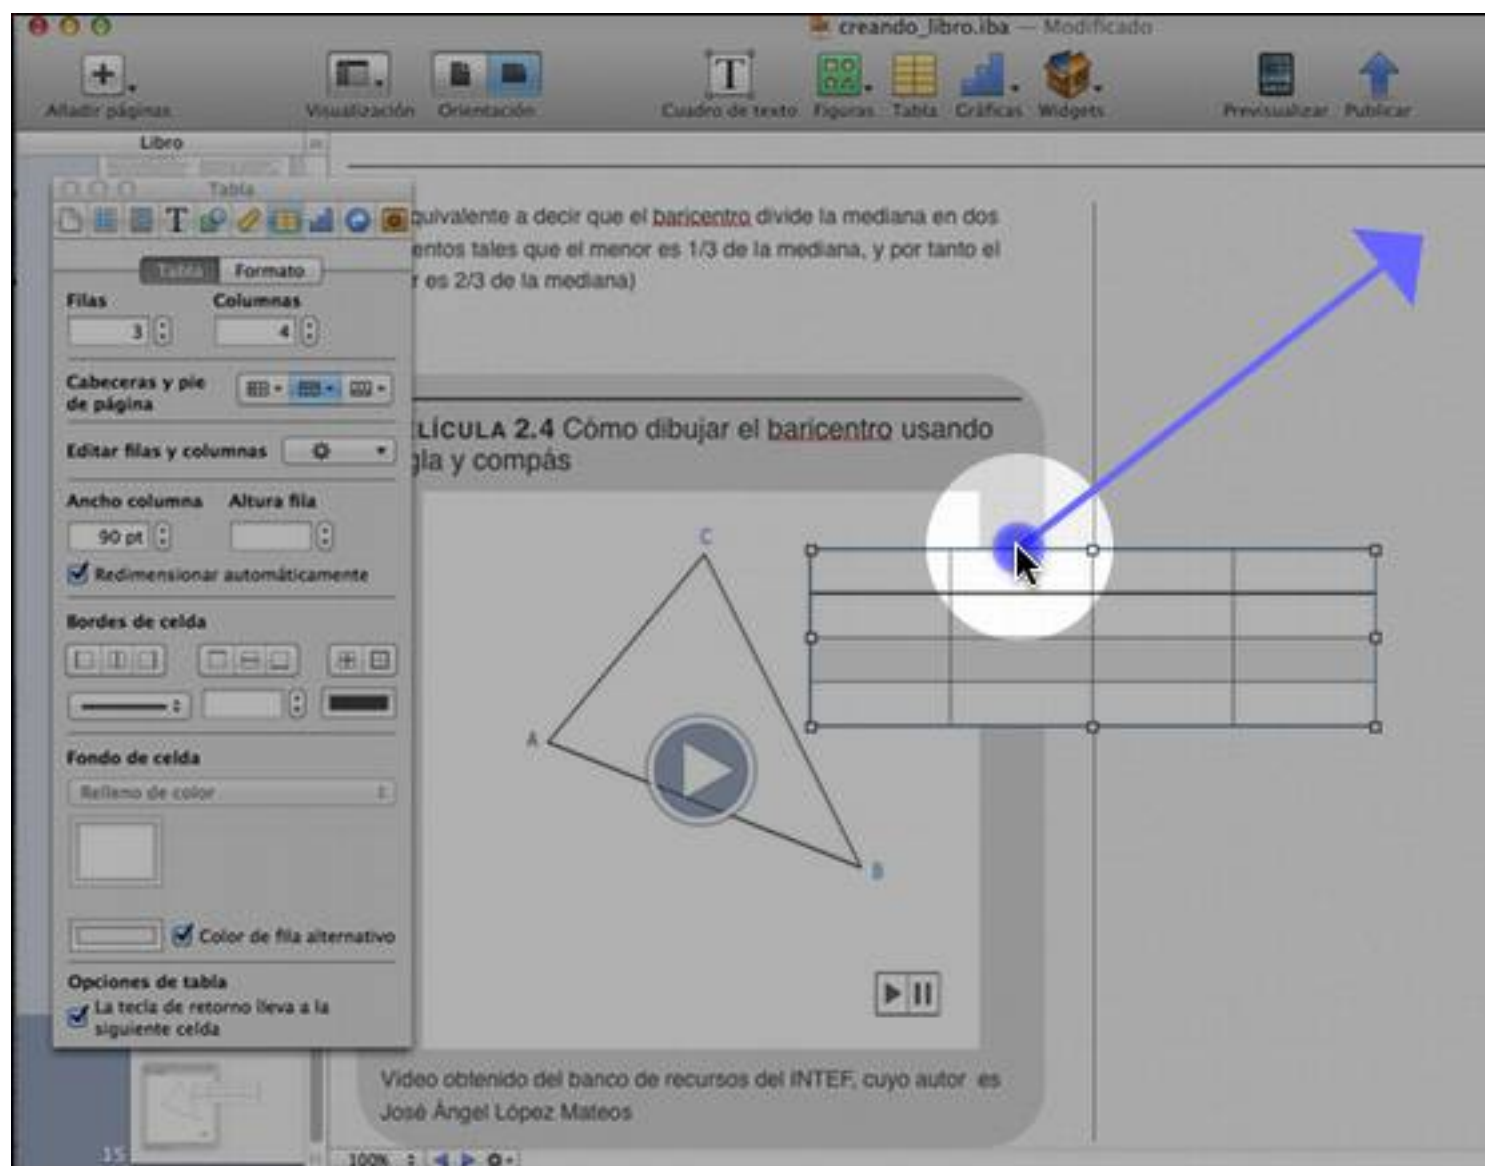 creando_libro.iba — Modificado
Añadir páginas
Visualización
Orientación
T
Cuadro de texto
Figuras
Tabla
Gráficas
Widgets
Previsualizar
Publicar
Libro
Tabla
T
Tabla
Formato
Filas
Columnas
3
4
Cabeceras y pie
de página
Editar filas y columnas
Ancho columna
Altura fila
90 pt
Redimensionar automáticamente
Bordes de celda
Fondo de celda
Relleno de color
Color de fila alternativo
Opciones de tabla
La tecla de retorno lleva a la
siguiente celda
15
quivalente a decir que el baricentro divide la mediana en dos
entos tales que el menor es 1/3 de la mediana, y por tanto el
r es 2/3 de la mediana)
LÍCULA 2.4 Cómo dibujar el baricentro usando
gla y compás
C
A
B
Video obtenido del banco de recursos del INTEF, cuyo autor es
José Ángel López Mateos
100%